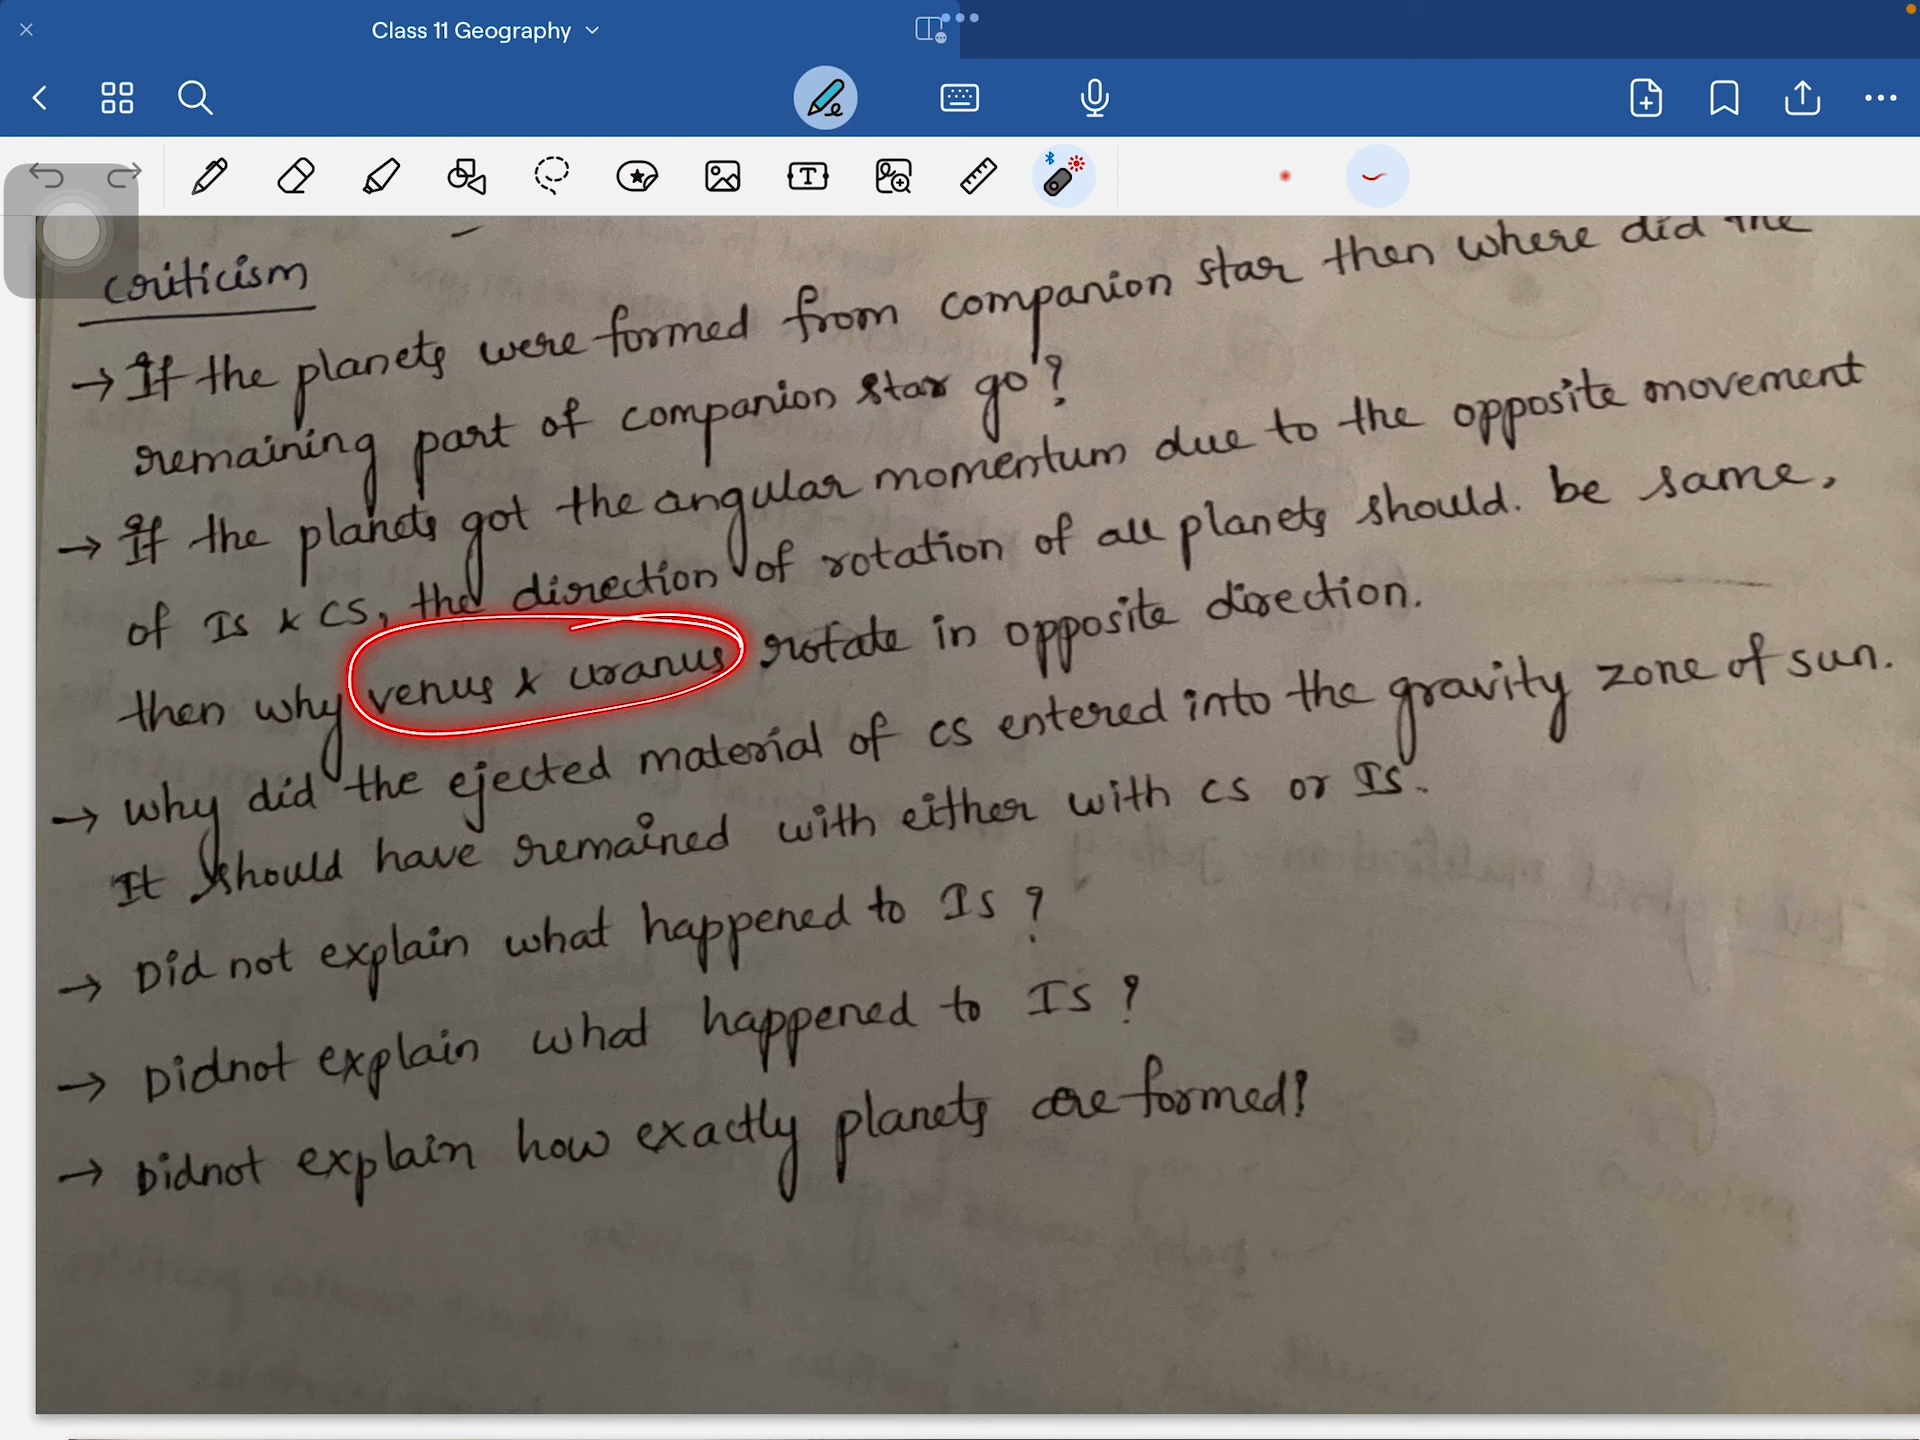 Class 11 Geography
T
criticism
→ If the planets were formed from companion star then where did the
remaining part of companion star go?
→ If the planets got the angular momentum due to the opposite movement
of Is & CS, the direction of rotation of all planets should. be same,
then why venus & uranus rotate in opposite direction.
→ why did the ejected material of cs entered into the gravity zone of sun.
It should have remained with either with cs or Is.
→ Did not explain what happened to Is?
→ Didnot explain what happened to Is?
→ Didnot explain how exactly planets are formed?